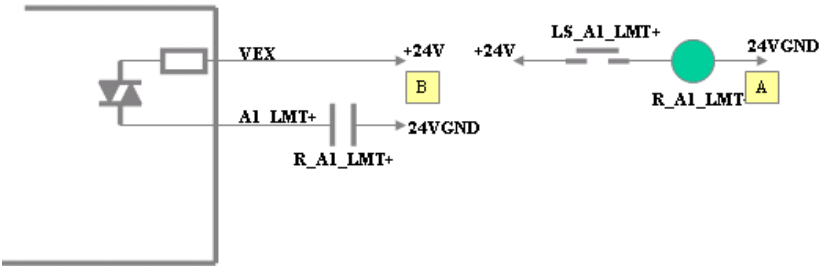 LS_A1_LMT+
VEX
+24V
+24V
24VGND
B
A
R_A1_LMT
A1_LMT+
24VGND
R_A1_LMT+